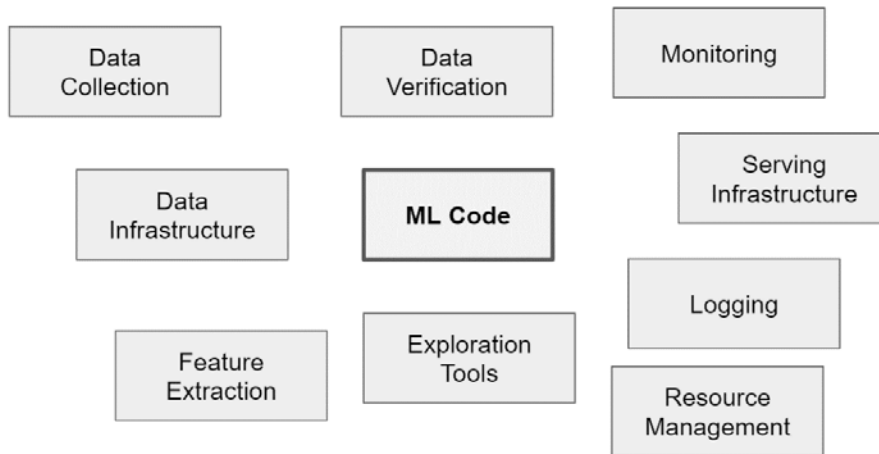 Data
Collection
Data
Verification
Monitoring
Data
Infrastructure
ML Code
Serving
Infrastructure
Feature
Extraction
Exploration
Tools
Logging
Resource
Management